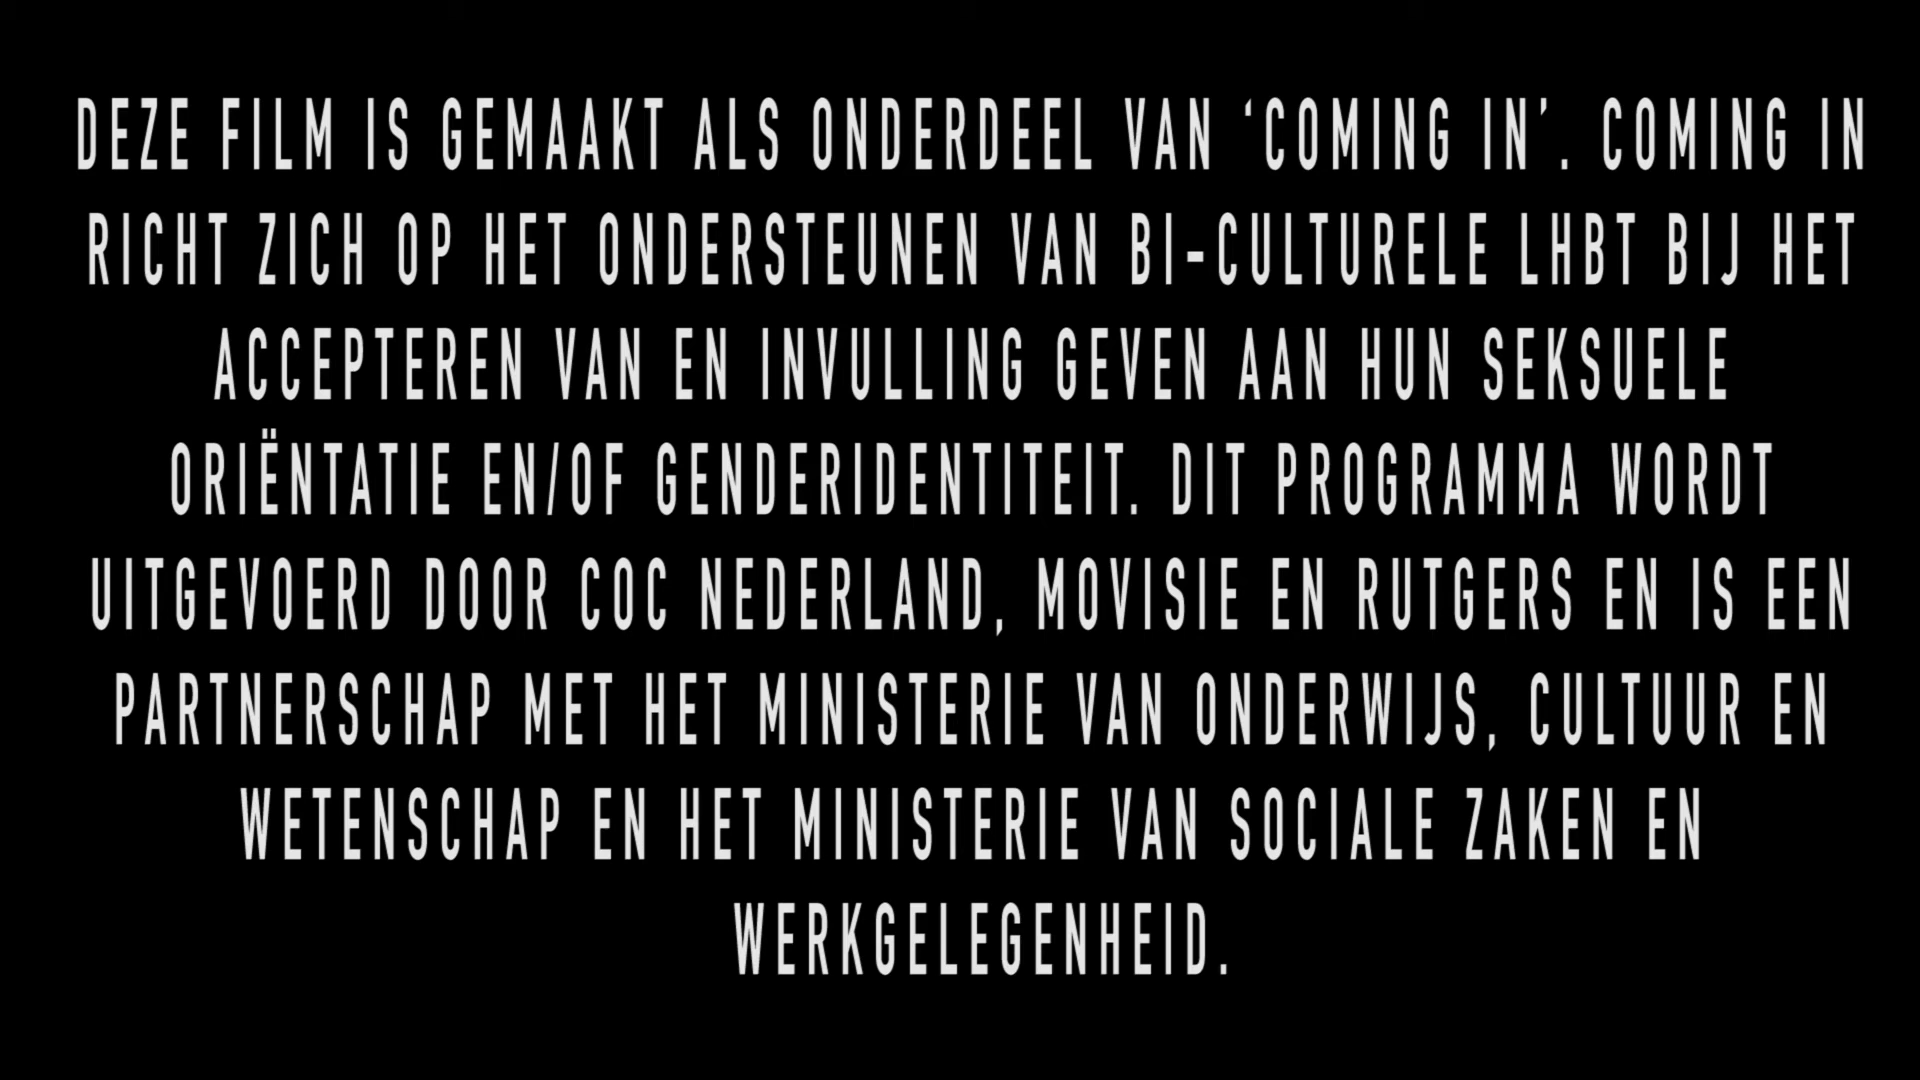 DEZE FILM IS GEMAAKT ALS ONDERDEEL VAN ‘COMING IN’. COMING IN
RICHT ZICH OP HET ONDERSTEUNEN VAN BI-CULTURELE LHBT BIJ HET
ACCEPTEREN VAN EN INVULLING GEVEN AAN HUN SEKSUELE
ORIËNTATIE EN/OF GENDERIDENTITEIT. DIT PROGRAMMA WORDT
UITGEVOERD DOOR COC NEDERLAND, MOVISIE EN RUTGERS EN IS EEN
PARTNERSCHAP MET HET MINISTERIE VAN ONDERWIJS, CULTUUR EN
WETENSCHAP EN HET MINISTERIE VAN SOCIALE ZAKEN EN
WERKGELEGENHEID.